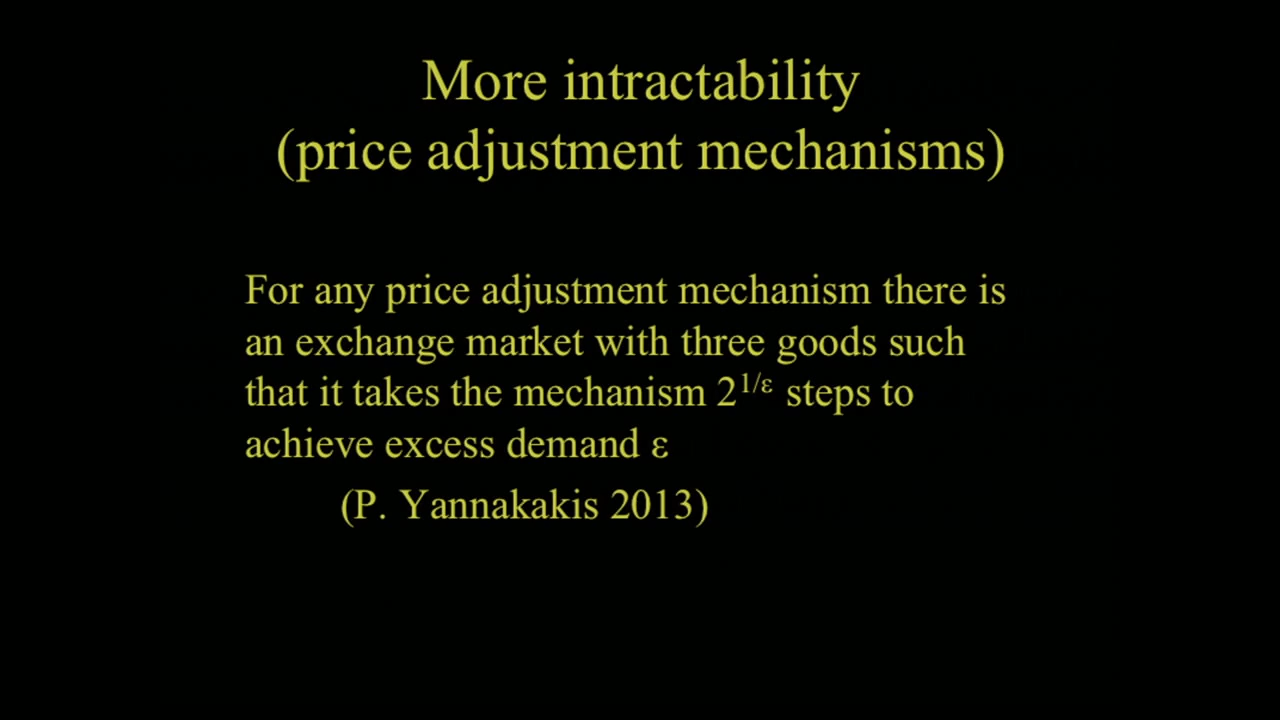 More intractability
(price adjustment mechanisms)
For any price adjustment mechanism there is
an exchange market with three goods such
that it takes the mechanism 2^{1/ε} steps to
achieve excess demand ε
(P. Yannakakis 2013)